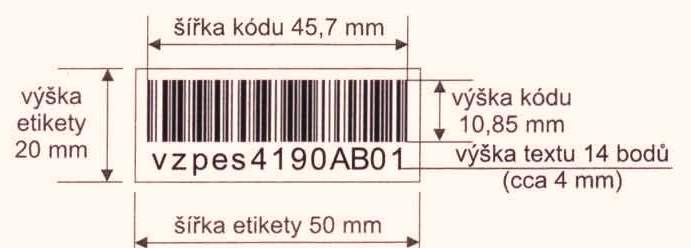 šířka kódu 45,7 mm
výška
etikety
20 mm
výška kódu
10,85 mm
vzpes4190AB01
výška textu 14 bodů
(cca 4 mm)
šířka etikety 50 mm